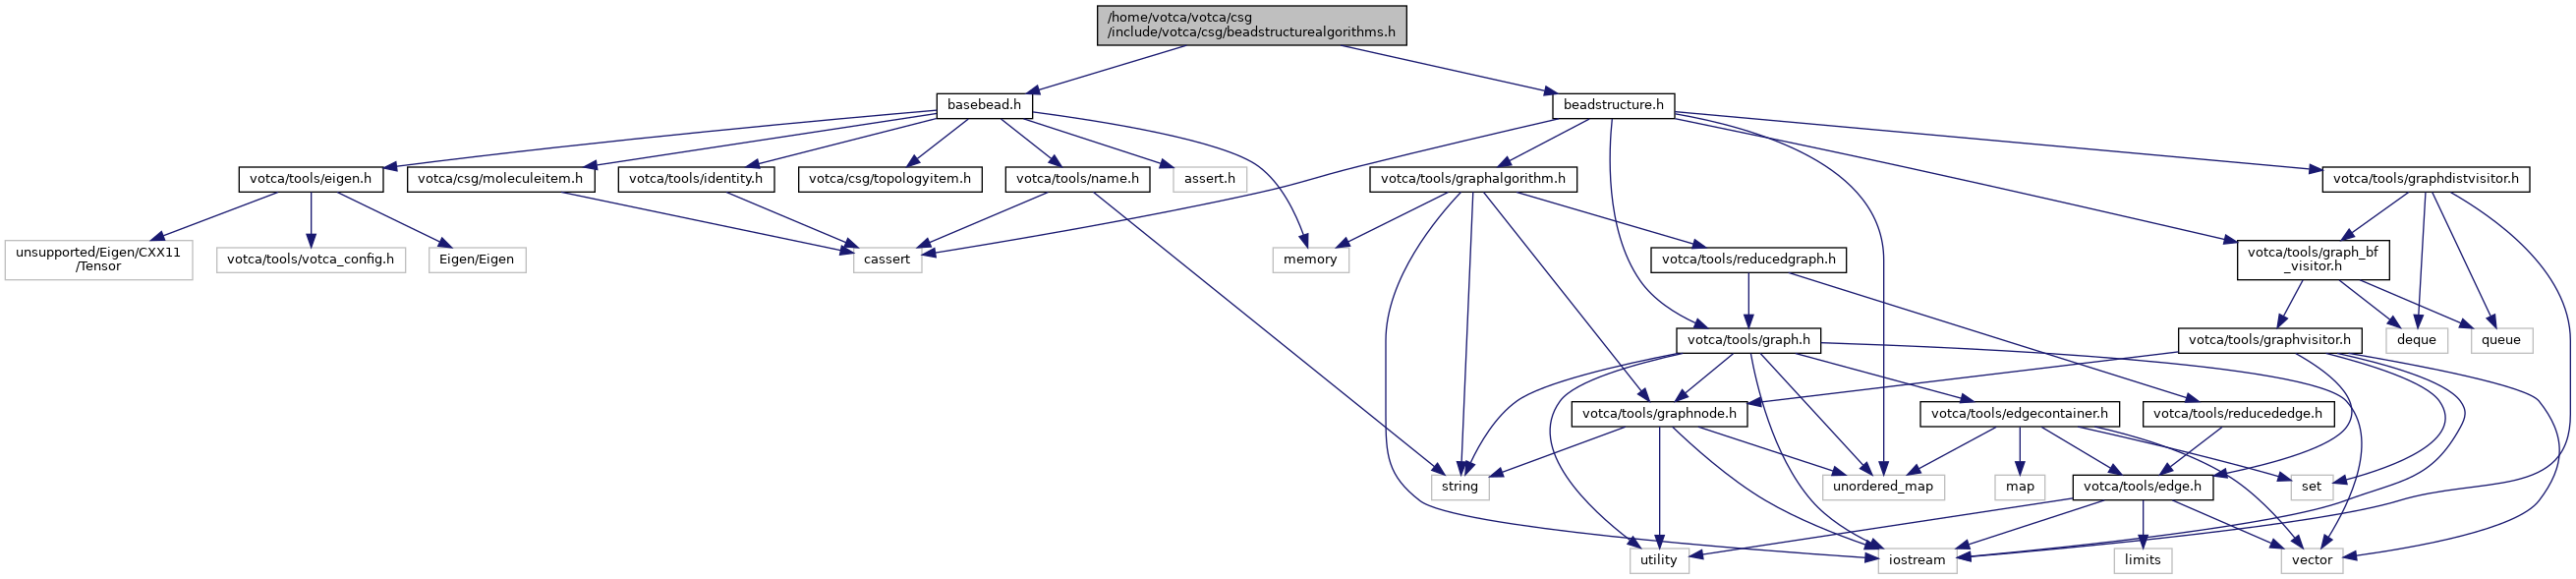 /home/votca/votca/csg
/include/votca/csg/beadstructurealgorithms.h
basebead.h
beadstructure.h
votca/tools/eigen.h
votca/csg/moleculeitem.h
votca/tools/identity.h
votca/csg/topologyitem.h
votca/tools/name.h
assert.h
votca/tools/graphalgorithm.h
votca/tools/graphdistvisitor.h
unsupported/Eigen/CXX11
/Tensor
votca/tools/votca_config.h
Eigen/Eigen
cassert
memory
votca/tools/reducedgraph.h
votca/tools/graph_bf
_visitor.h
votca/tools/graph.h
votca/tools/graphvisitor.h
deque
queue
votca/tools/graphnode.h
votca/tools/edgecontainer.h
votca/tools/reducededge.h
string
unordered_map
map
votca/tools/edge.h
set
utility
iostream
limits
vector